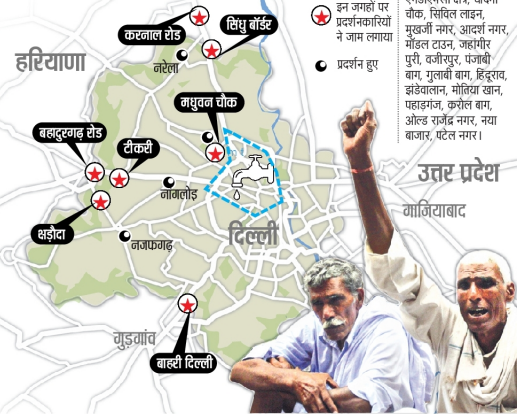 इन जगहों पर
प्रदर्शनकारियों
ने जाम लगाया
प्रदर्शन हुए
चौक, सिविल लाइन,
मुखर्जी नगर, आदर्श नगर,
मॉडल टाउन, जहांगीर
पुरी, वजीरपुर, पंजाबी
बाग, गुलाबी बाग, हिंदूराव,
झंडेवालान, मोतिया खान,
पहाड़गंज, करोल बाग,
ओल्ड राजेंद्र नगर, नया
बाजार, पटेल नगर।
करनाल रोड
सिंधु बॉर्डर
हरियाणा
नरेला
मधुबन चौक
बहादुरगढ़ रोड
टीकरी
नांगलोई
उत्तर प्रदेश
गाजियाबाद
झड़ौदा
नजफगढ़
दिल्ली
गुड़गांव
बाहरी दिल्ली